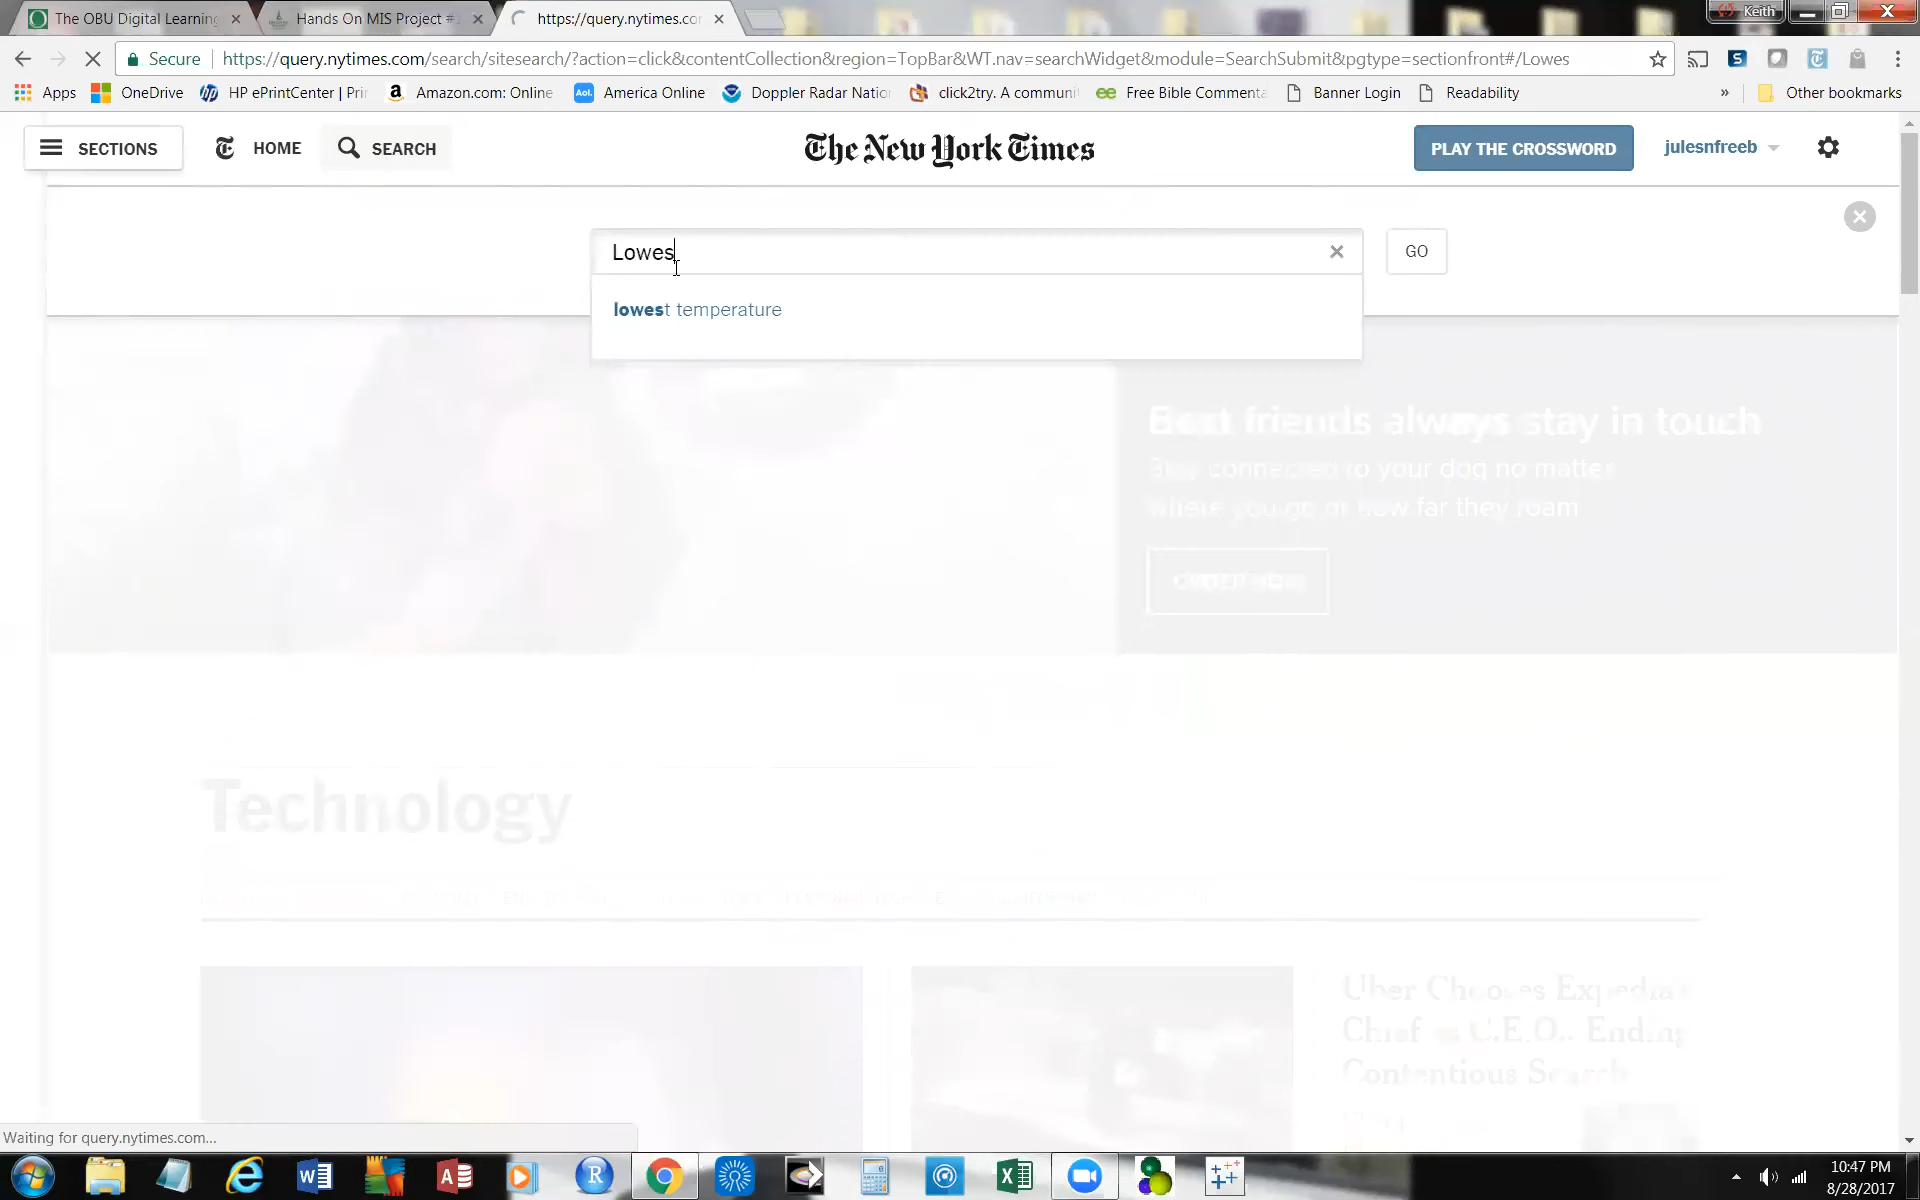 The OBU Digital Learning
Hands On MIS Project #
https://query.nytimes.cor
Keith
Secure
https://query.nytimes.com/search/sitesearch/?action=click&contentCollection&region=TopBar&WT.nav=searchWidget&module=SearchSubmit&pgtype=sectionfront#/Lowes
Apps
OneDrive
HP ePrintCenter | Prin
Amazon.com: Online
Aol.
America Online
Doppler Radar Natio
click2try. A communi
Free Bible Commenta
Banner Login
Readability
»
Other bookmarks
SECTIONS
HOME
SEARCH
The New York Times
PLAY THE CROSSWORD
julesnfreeb
Lowes
GO
lowest temperature
Best friends always stay in touch
Stay connected to your dog no matter
where you go or how far they roam
ORDER NOW
Technology
Uber Chooses Expedia's
Chief as C.E.O., Ending
Contentious Search
Waiting for query.nytimes.com...
10:47 PM
8/28/2017